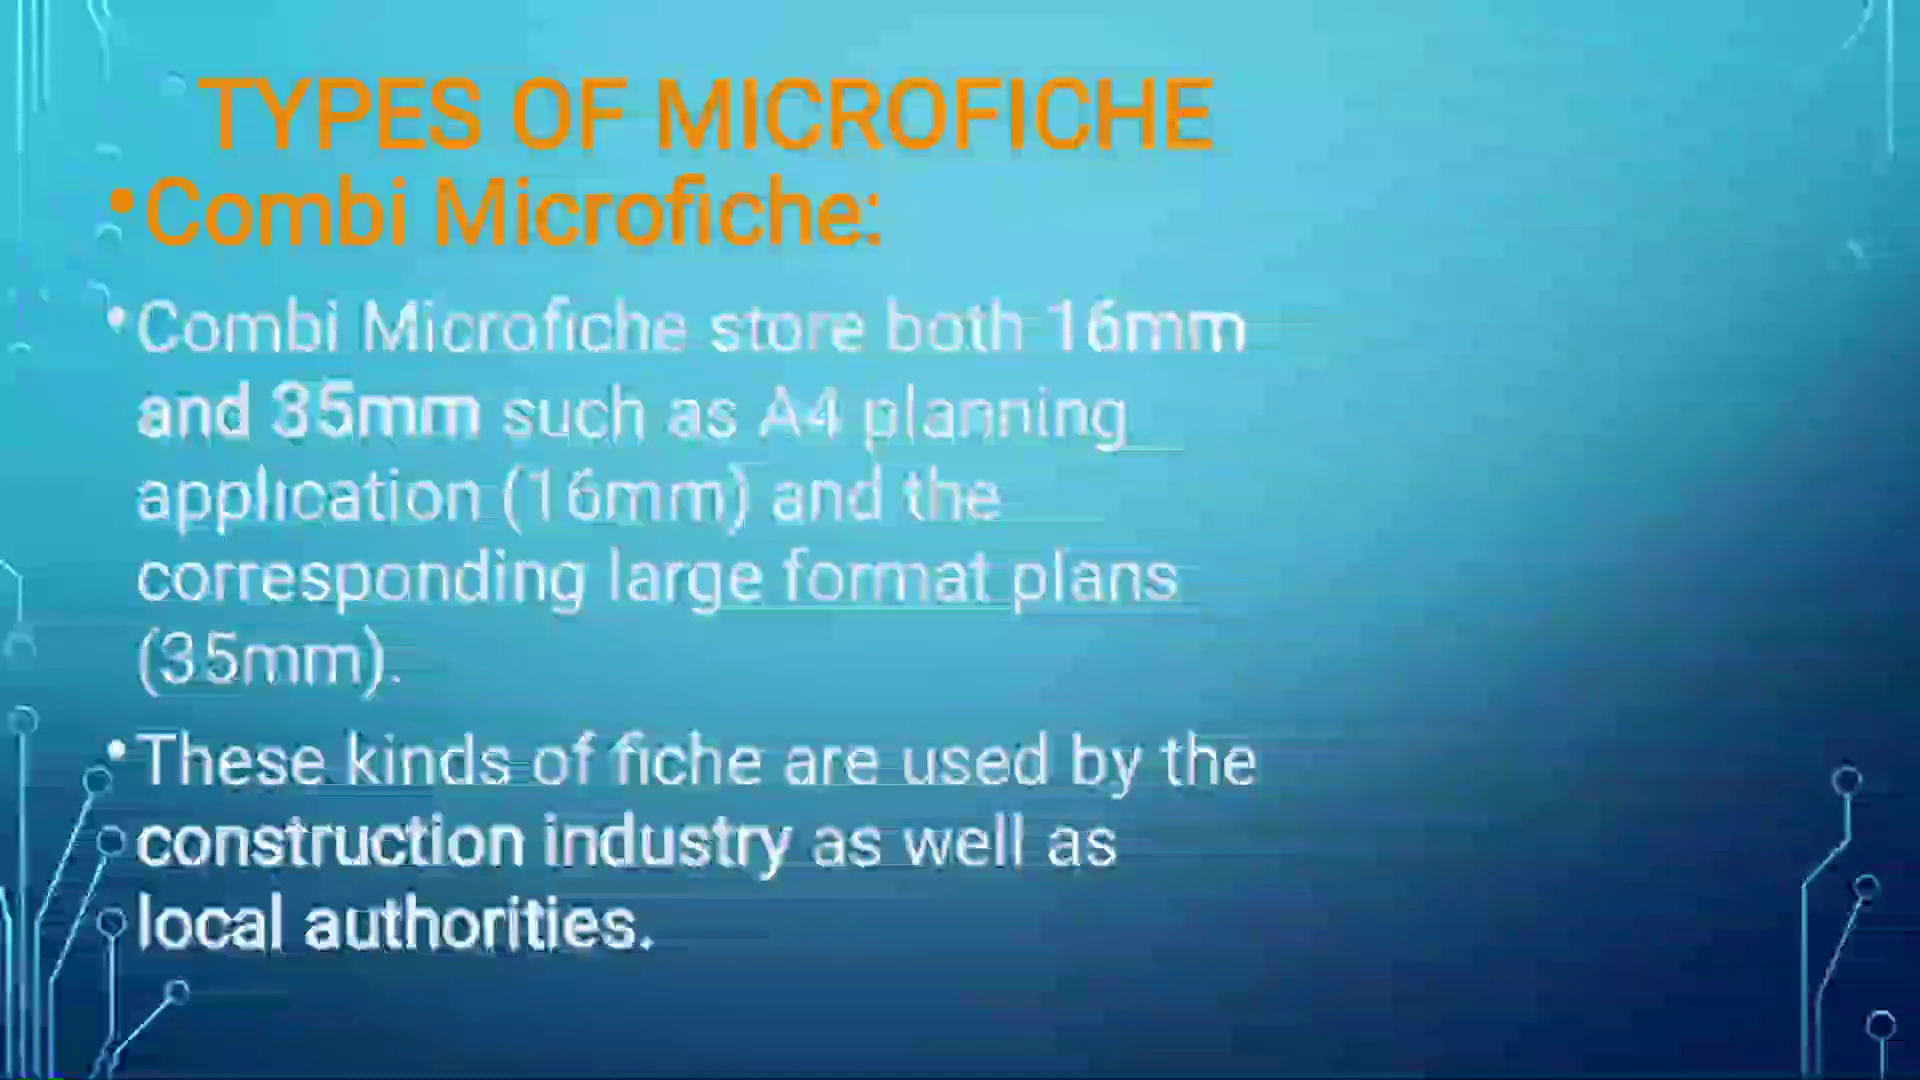 TYPES OF MICROFICHE
•Combi Microfiche:
•Combi Microfiche store both 16mm
and 35mm such as A4 planning
application (16mm) and the
corresponding large format plans
(35mm).
•These kinds of fiche are used by the
construction industry as well as
local authorities.